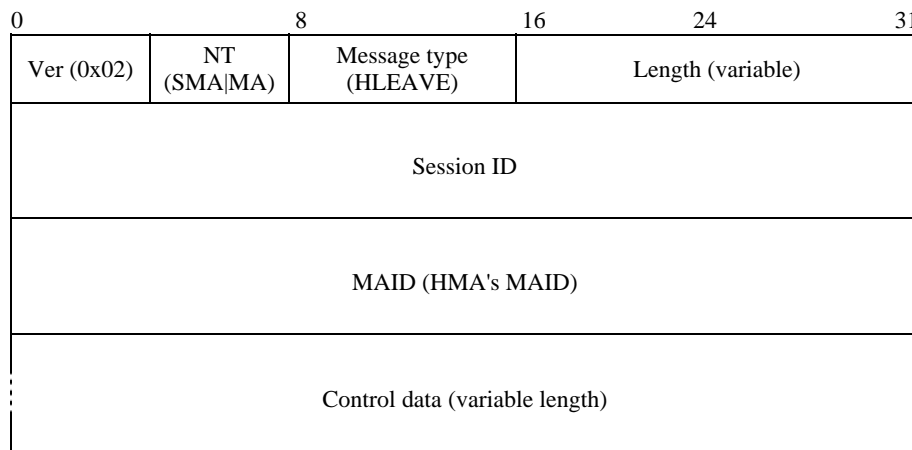 0 8 16 24 31
Ver (0x02) NT (SMA|MA) Message type (HLEAVE) Length (variable)
Session ID
MAID (HMA's MAID)
Control data (variable length)